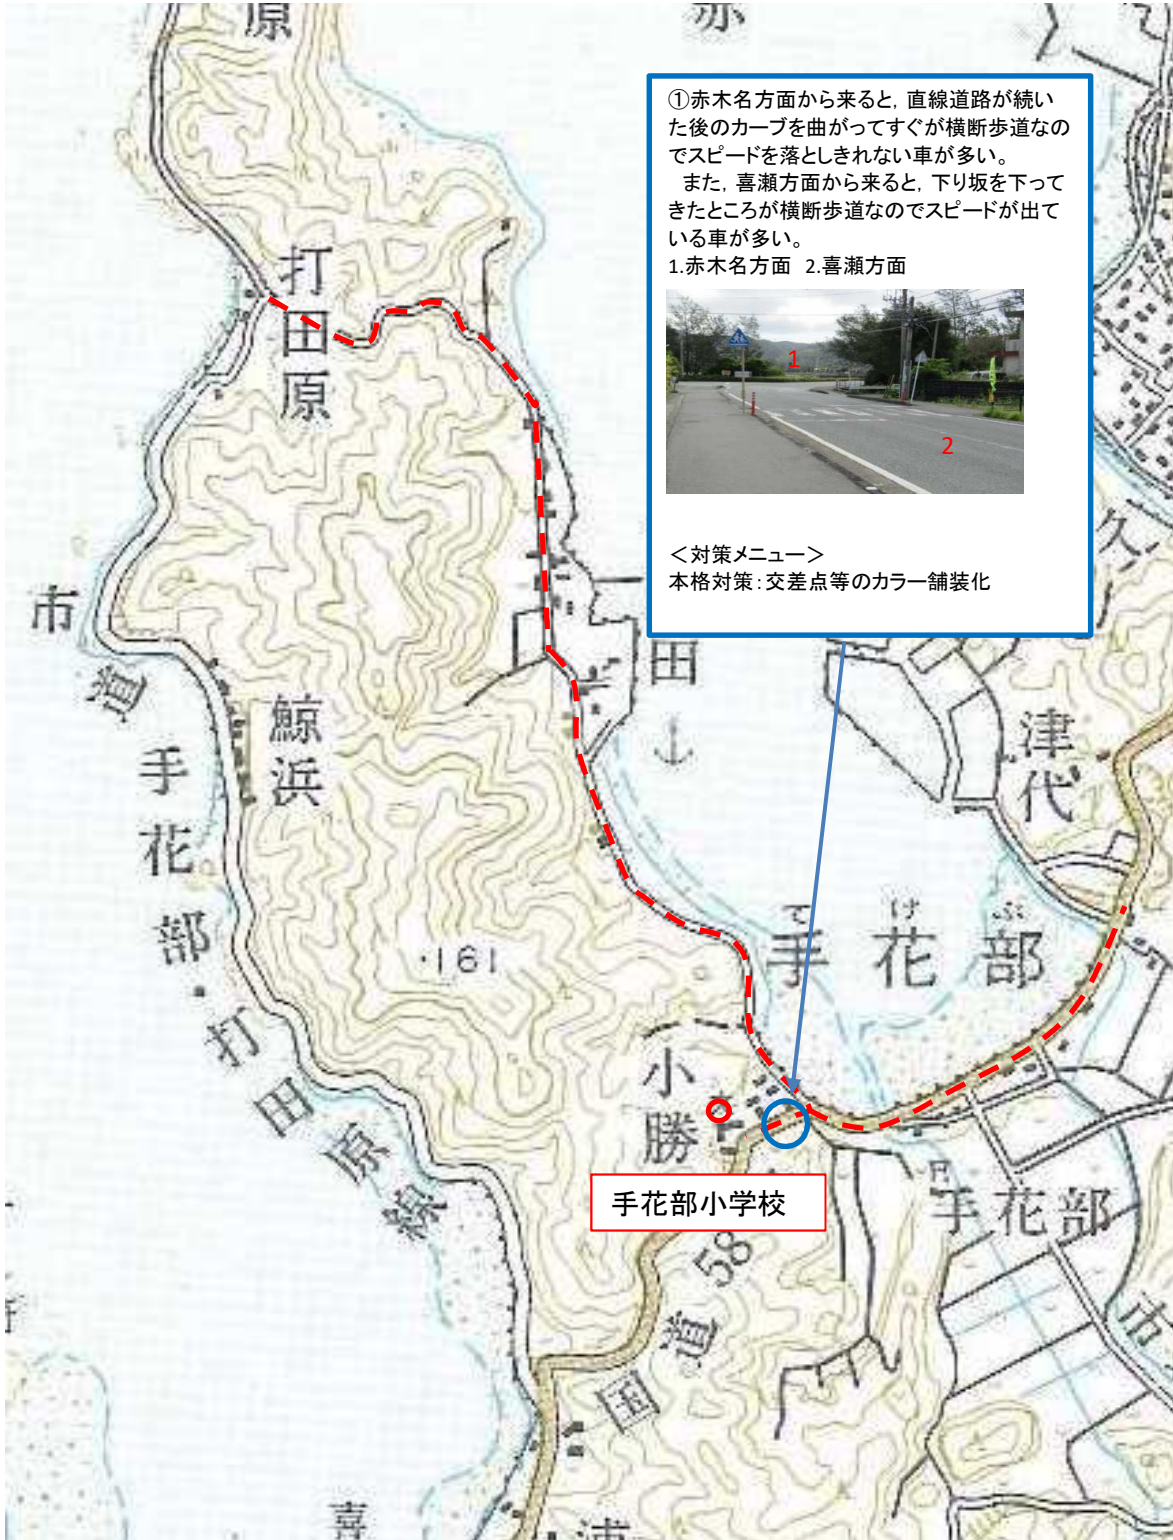 原
赤
①赤木名方面から来ると，直線道路が続い
た後のカーブを曲がってすぐが横断歩道なの
でスピードを落としきれない車が多い。
また，喜瀬方面から来ると，下り坂を下って
きたところが横断歩道なのでスピードが出て
いる車が多い。
1.赤木名方面 2.喜瀬方面
1
2
＜対策メニュー＞
本格対策：交差点等のカラー舗装化
打田原
久
市道手花部・打田原線
鯨浜
田
津代
・161
てけぶ
手花部
小勝
手花部小学校
手花部
国道58
市
喜